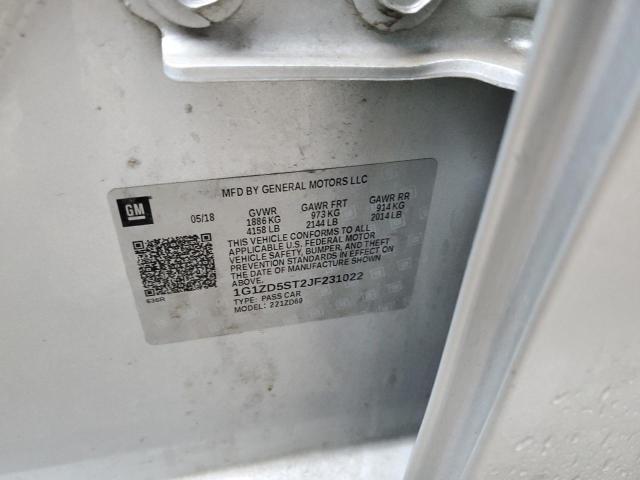 GM
MFD BY GENERAL MOTORS LLC
05/18
GVWR GAWR FRT GAWR RR
1886 KG 973 KG 914 KG
4158 LB 2144 LB 2014 LB
THIS VEHICLE CONFORMS TO ALL
APPLICABLE U.S. FEDERAL MOTOR
VEHICLE SAFETY, BUMPER, AND THEFT
PREVENTION STANDARDS IN EFFECT ON
THE DATE OF MANUFACTURE SHOWN
ABOVE.
1G1ZD5ST2JF231022
TYPE: PASS CAR
MODEL: 221ZD69